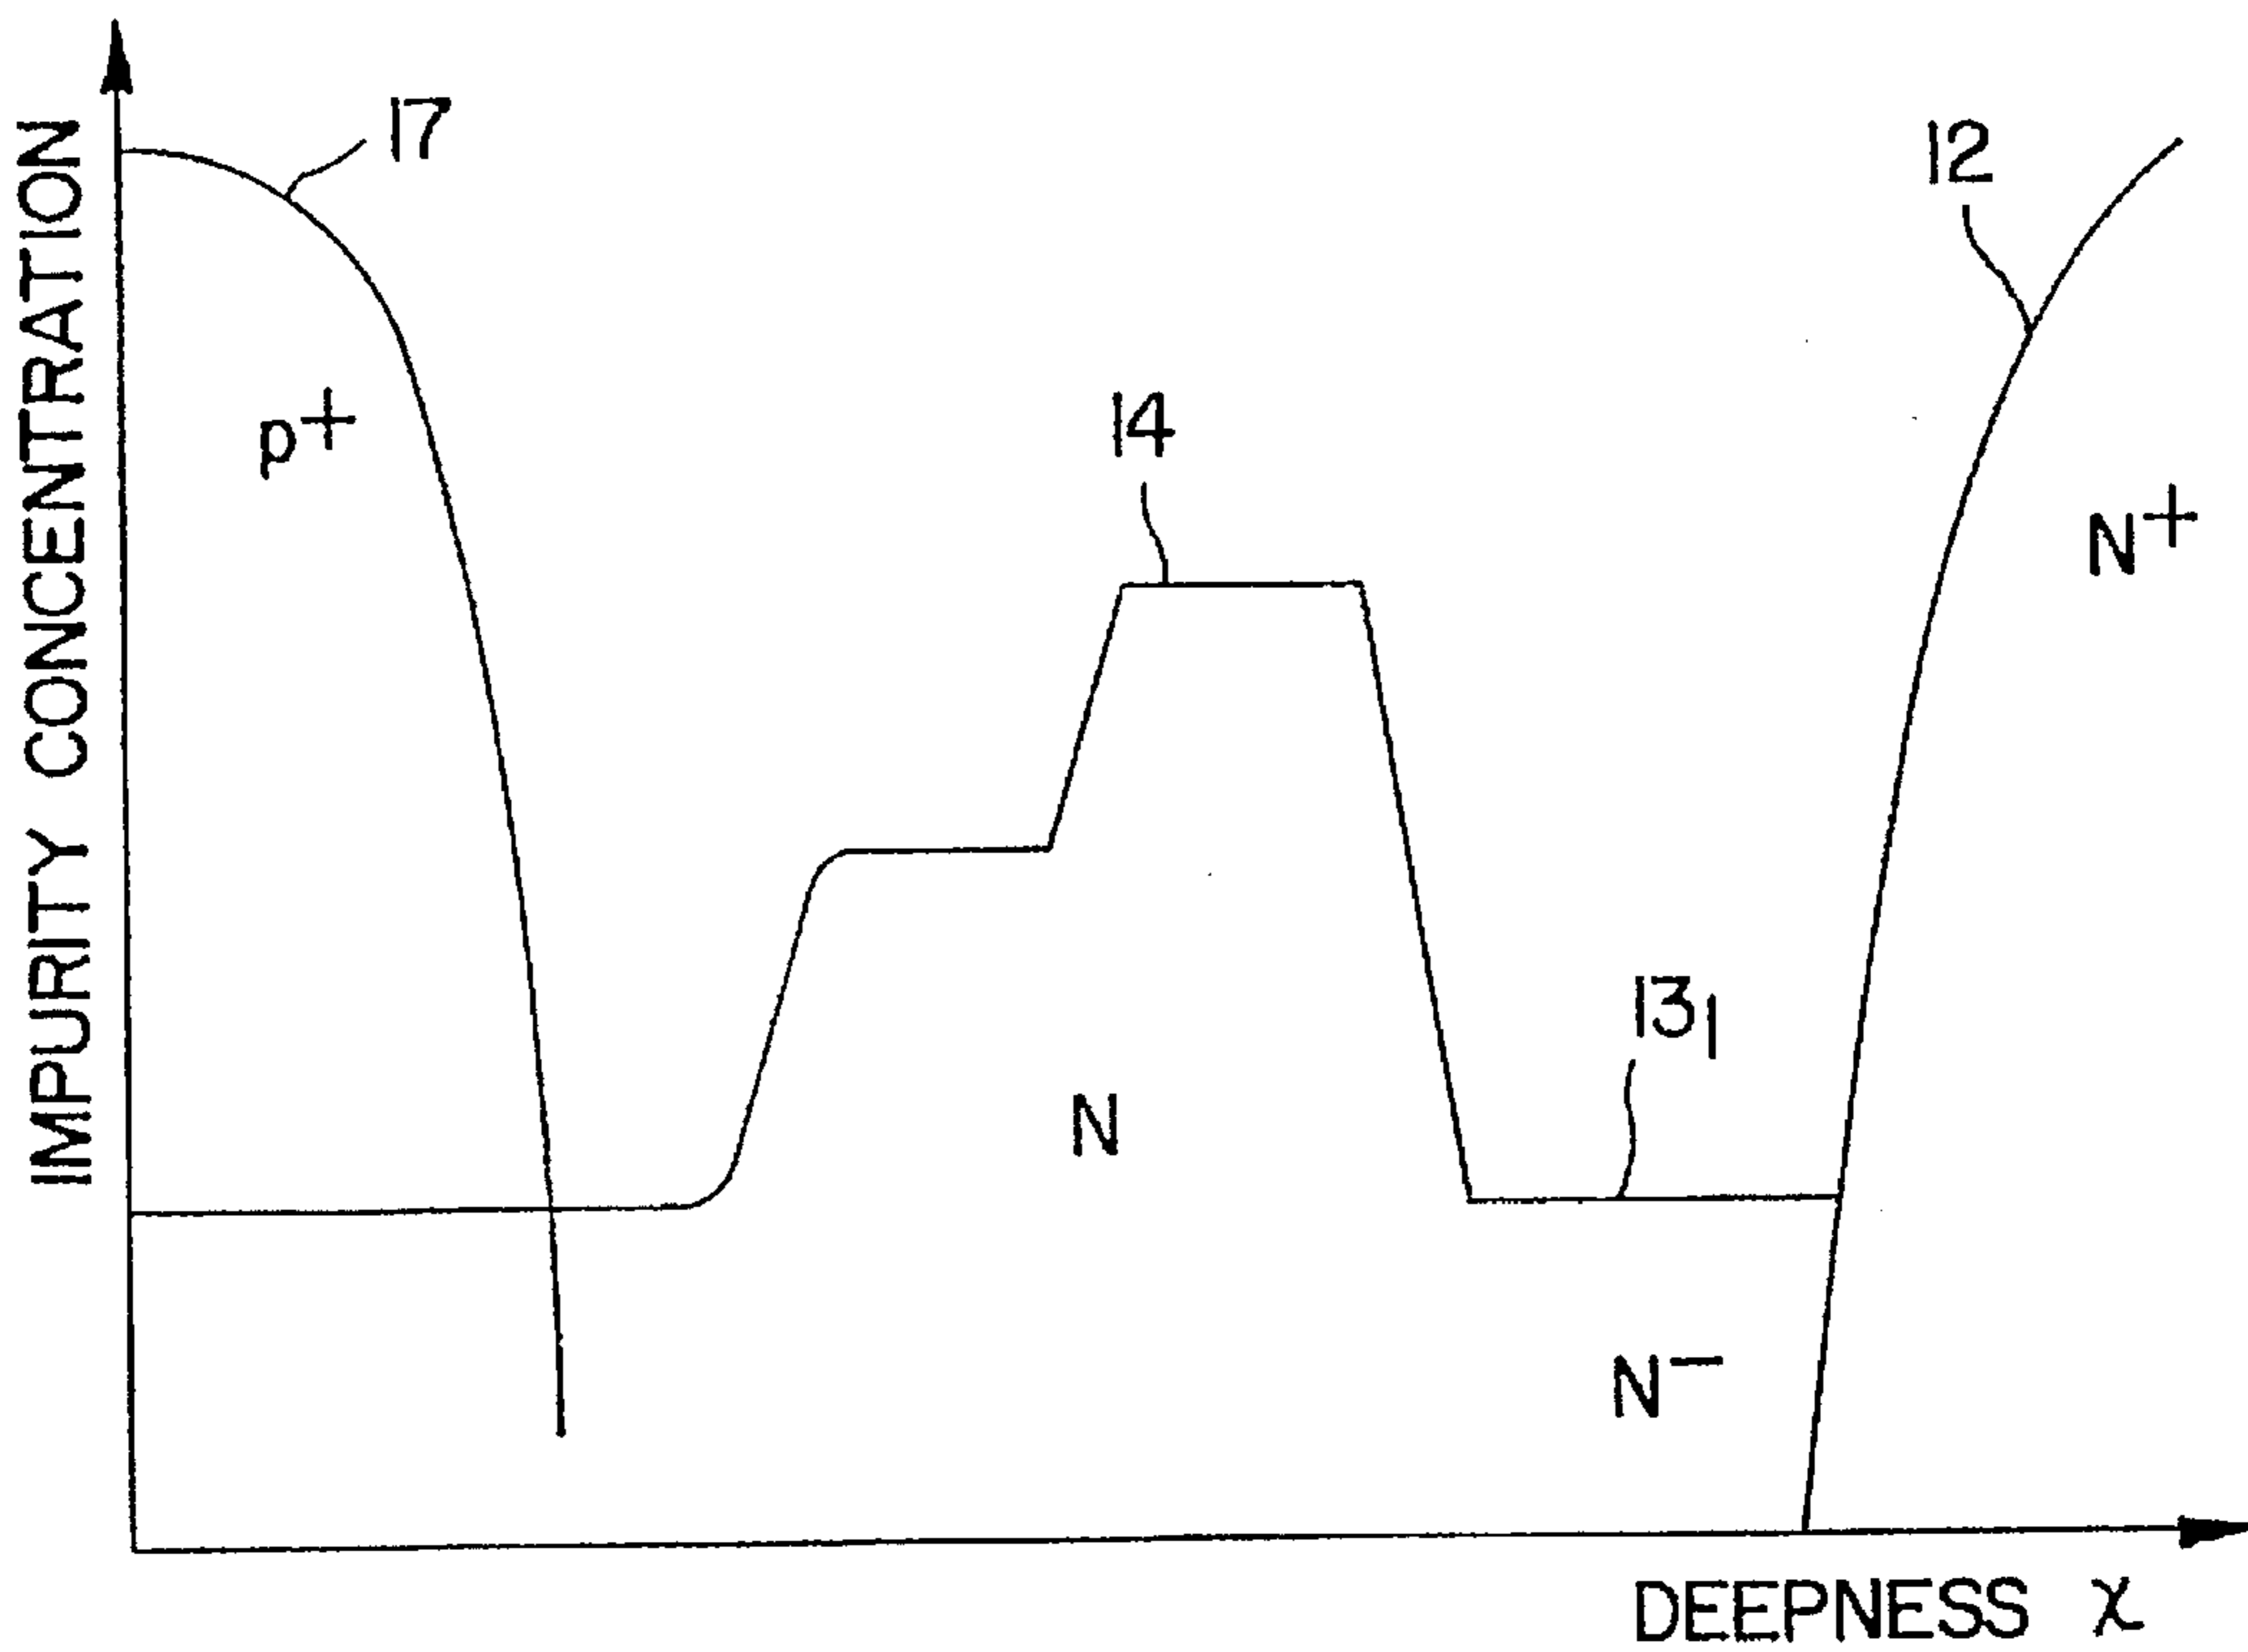 IMPURITY CONCENTRATION
17
12
P+
14
N+
13₁
N
N−
DEEPNESS χ